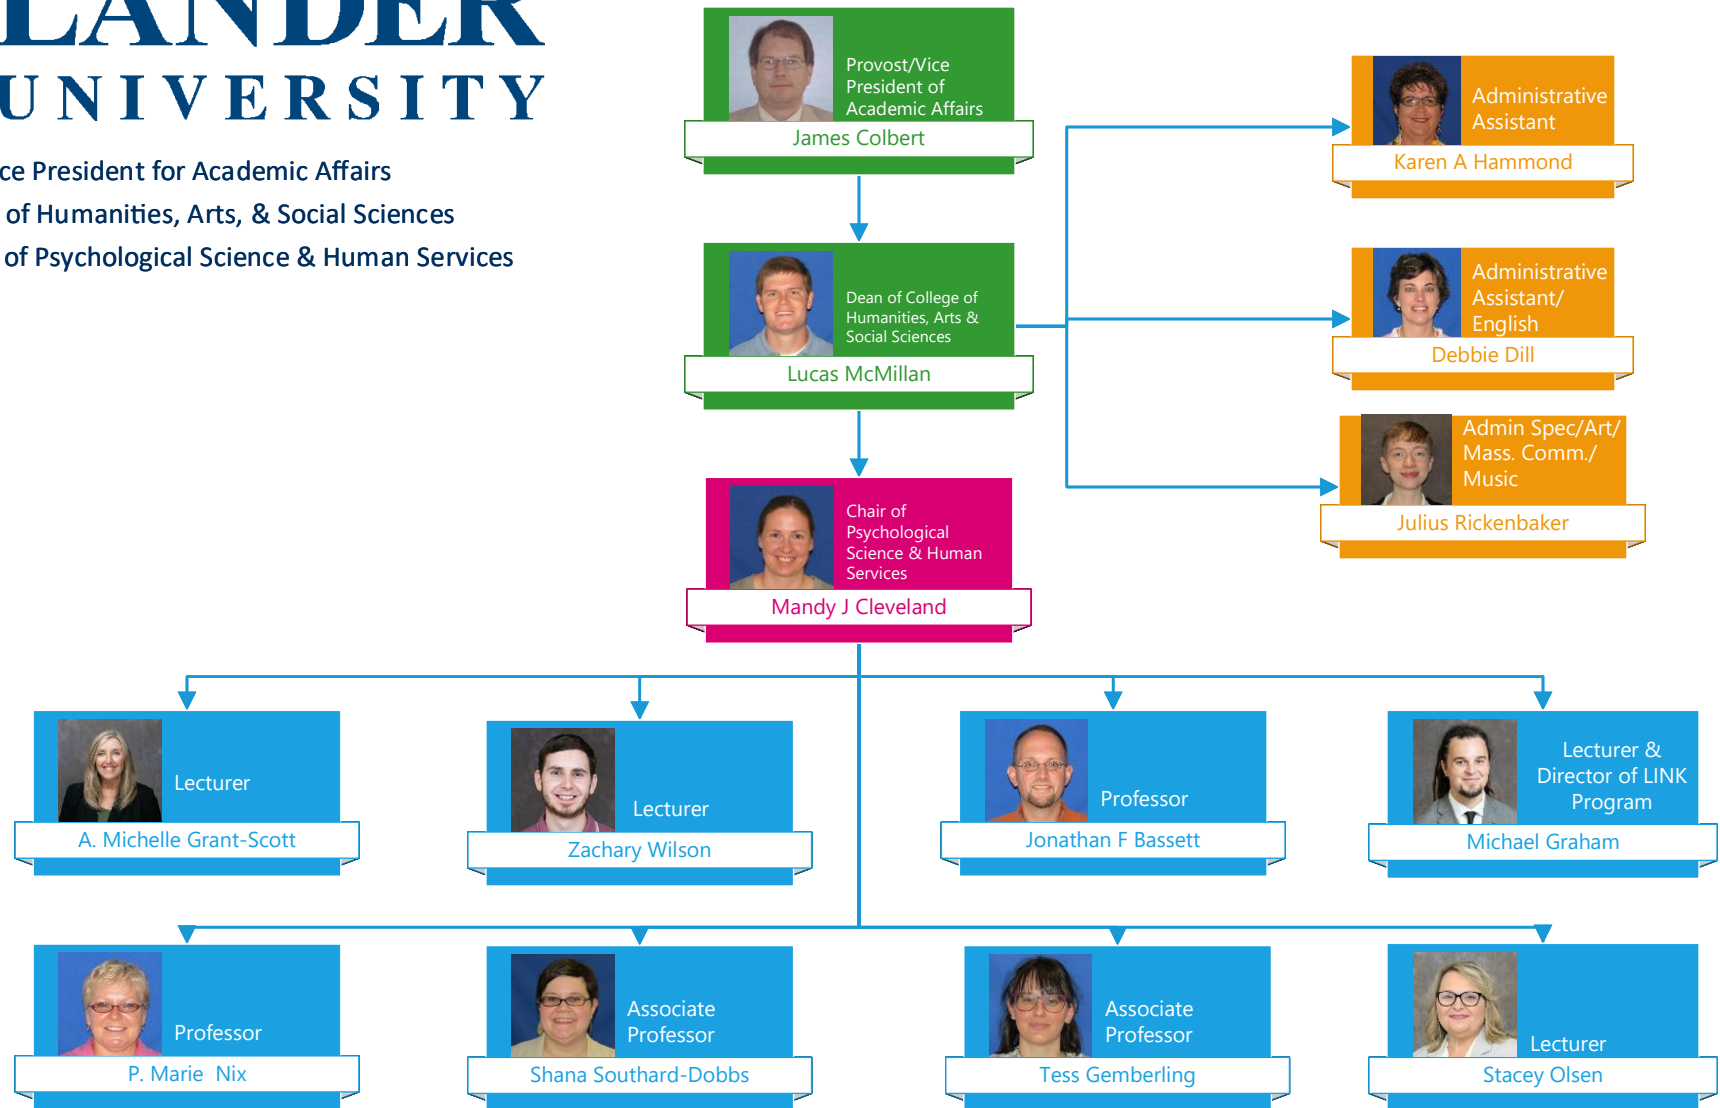 LANDER
UNIVERSITY
ce President for Academic Affairs
of Humanities, Arts, & Social Sciences
of Psychological Science & Human Services
Provost/Vice
President of
Academic Affairs
James Colbert
Administrative
Assistant
Karen A Hammond
Dean of College of
Humanities, Arts &
Social Sciences
Lucas McMillan
Administrative
Assistant/
English
Debbie Dill
Admin Spec/Art/
Mass. Comm./
Music
Julius Rickenbaker
Chair of
Psychological
Science & Human
Services
Mandy J Cleveland
Lecturer
A. Michelle Grant-Scott
Lecturer
Zachary Wilson
Professor
Jonathan F Bassett
Lecturer &
Director of LINK
Program
Michael Graham
Professor
P. Marie  Nix
Associate
Professor
Shana Southard-Dobbs
Associate
Professor
Tess Gemberling
Lecturer
Stacey Olsen